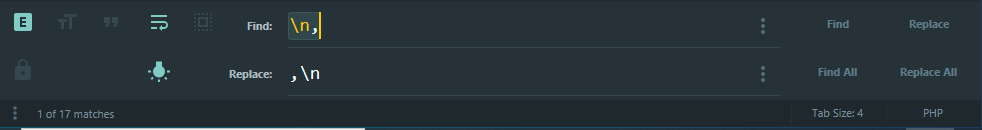 E
Find: \n,
Find
Replace
Replace: ,\n
Find All
Replace All
1 of 17 matches
Tab Size: 4
PHP